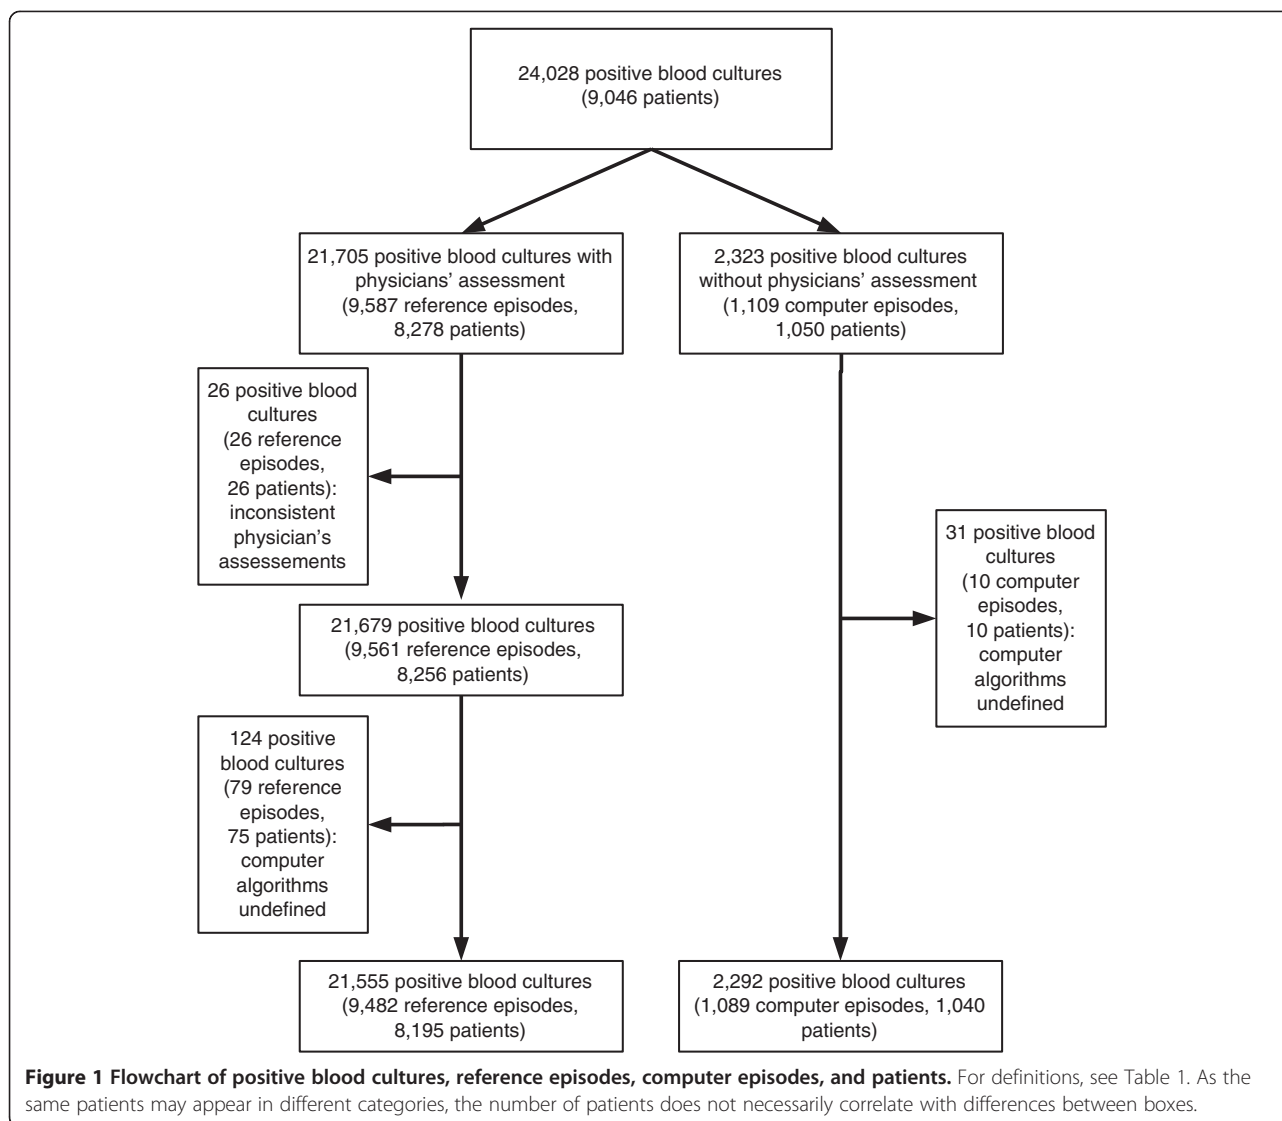 24,028 positive blood cultures
(9,046 patients)
21,705 positive blood cultures with
physicians’ assessment
(9,587 reference episodes,
8,278 patients)
2,323 positive blood cultures
without physicians’ assessment
(1,109 computer episodes,
1,050 patients)
26 positive blood
cultures
(26 reference
episodes,
26 patients):
inconsistent
physician’s
assessements
31 positive blood
cultures
(10 computer
episodes,
10 patients):
computer
algorithms
undefined
21,679 positive blood cultures
(9,561 reference episodes,
8,256 patients)
124 positive
blood cultures
(79 reference
episodes,
75 patients):
computer
algorithms
undefined
21,555 positive blood cultures
(9,482 reference episodes,
8,195 patients)
2,292 positive blood cultures
(1,089 computer episodes, 1,040
patients)
Figure 1 Flowchart of positive blood cultures, reference episodes, computer episodes, and patients. For definitions, see Table 1. As the
same patients may appear in different categories, the number of patients does not necessarily correlate with differences between boxes.